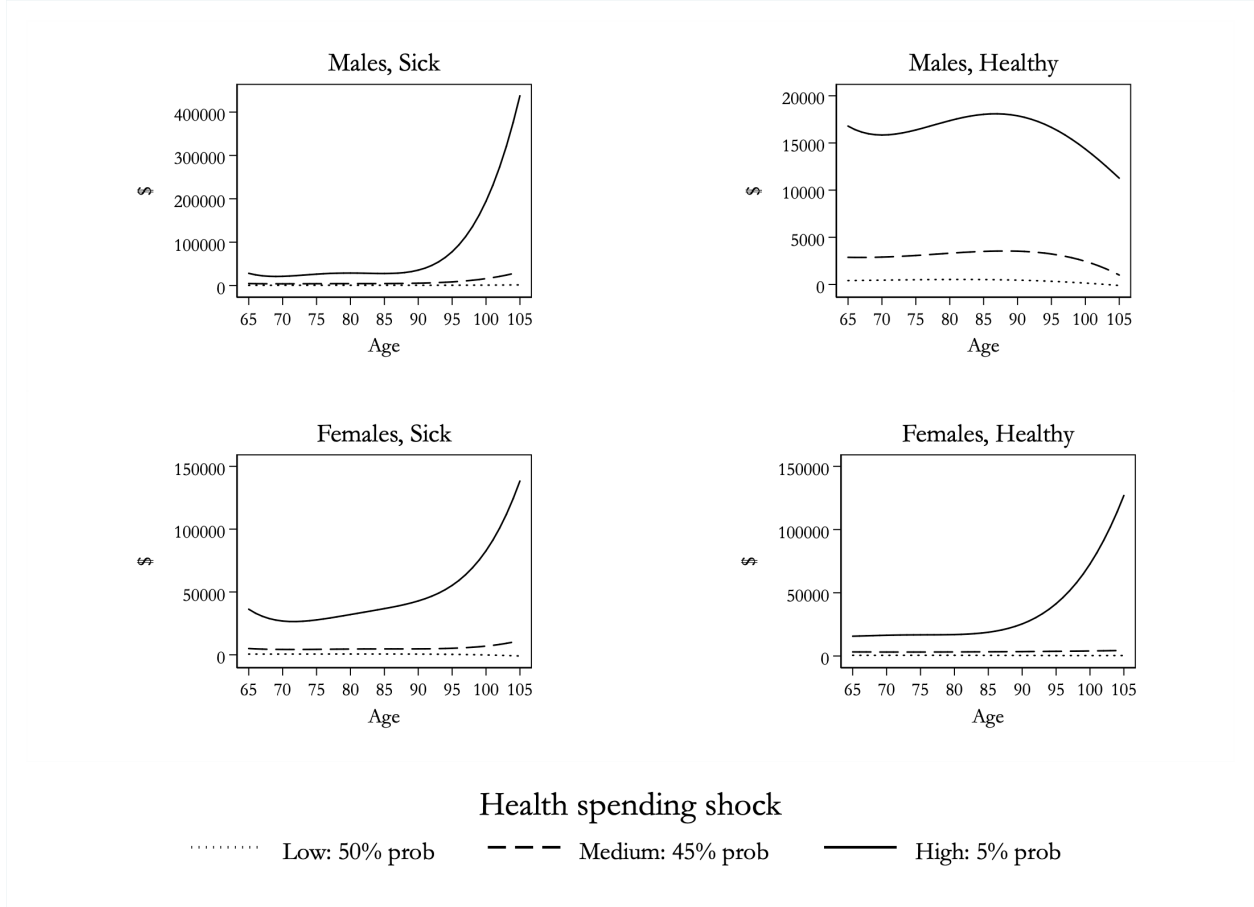 Males, Sick
400000
300000
200000
100000
0
$
65 70 75 80 85 90 95 100 105
Age
Males, Healthy
20000
15000
10000
5000
0
$
65 70 75 80 85 90 95 100 105
Age
Females, Sick
150000
100000
50000
0
$
65 70 75 80 85 90 95 100 105
Age
Females, Healthy
150000
100000
50000
0
$
65 70 75 80 85 90 95 100 105
Age
Health spending shock
Low: 50% prob Medium: 45% prob High: 5% prob